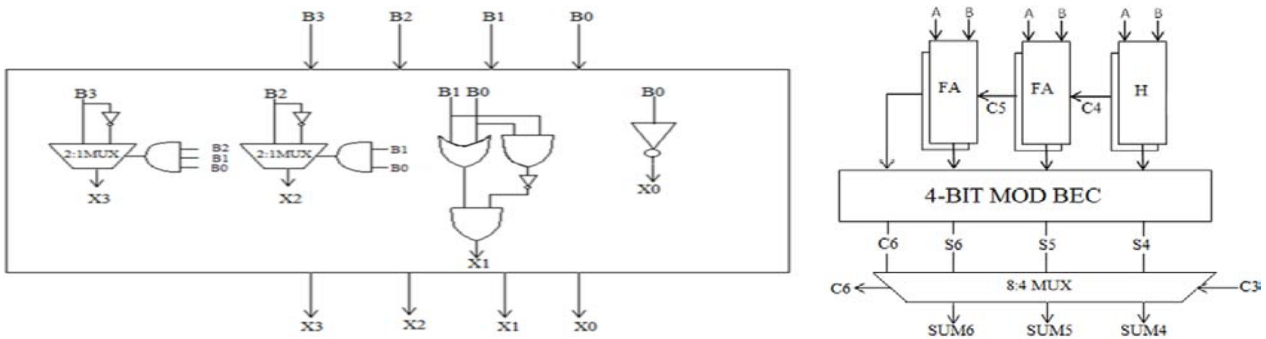 B3 B2 B1 B0
B3 B2 B1 B0 B0
2:1MUX B2 B1 B0 2:1MUX B1 B0
X3 X2 X0
X1
X3 X2 X1 X0
A B A B A B
FA C5 FA C4 H
4-BIT MOD BEC
C6 S6 S5 S4
C6 8:4 MUX C3
SUM6 SUM5 SUM4